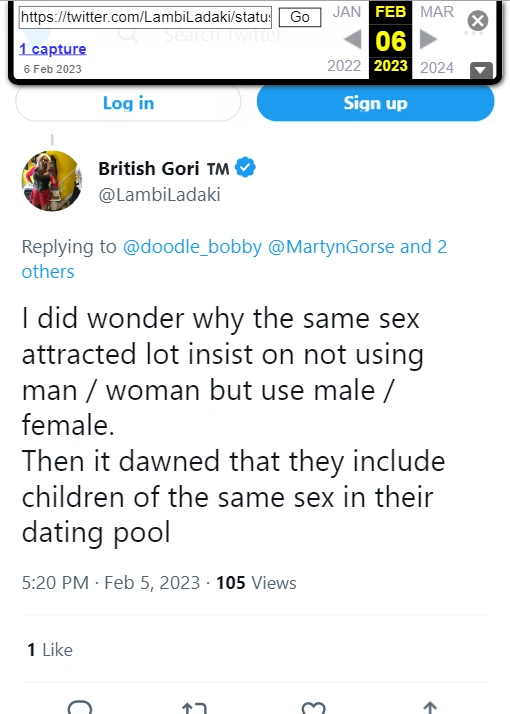 https://twitter.com/LambiLadaki/statu
Go
JAN FEB MAR
Search Twitter
1 capture
06
6 Feb 2023
2022 2023 2024
Log in
Sign up
British Gori TM
@LambiLadaki
Replying to @doodle_bobby @MartynGorse and 2
others
I did wonder why the same sex
attracted lot insist on not using
man / woman but use male /
female.
Then it dawned that they include
children of the same sex in their
dating pool
5:20 PM · Feb 5, 2023 · 105 Views
1 Like